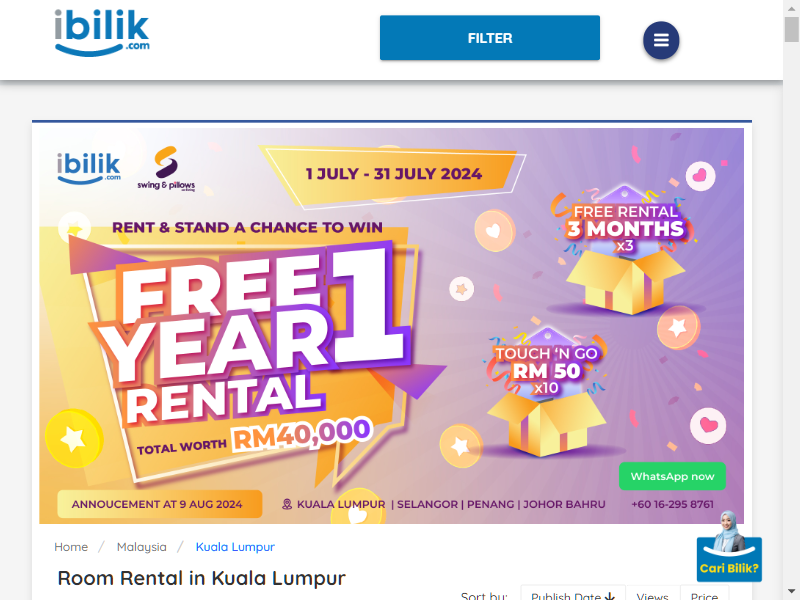 ibilik
.com
FILTER
ibilik
.com
swing & pillows
1 JULY - 31 JULY 2024
RENT & STAND A CHANCE TO WIN
FREE
YEAR 1
RENTAL
TOTAL WORTH RM40,000
FREE RENTAL
3 MONTHS
x3
TOUCH 'N GO
RM 50
x10
WhatsApp now
ANNOUCEMENT AT 9 AUG 2024
KUALA LUMPUR | SELANGOR | PENANG | JOHOR BAHRU
+60 16-295 8761
Cari Bilik?
Home / Malaysia / Kuala Lumpur
Room Rental in Kuala Lumpur
Sort by: Publish Date Views Price